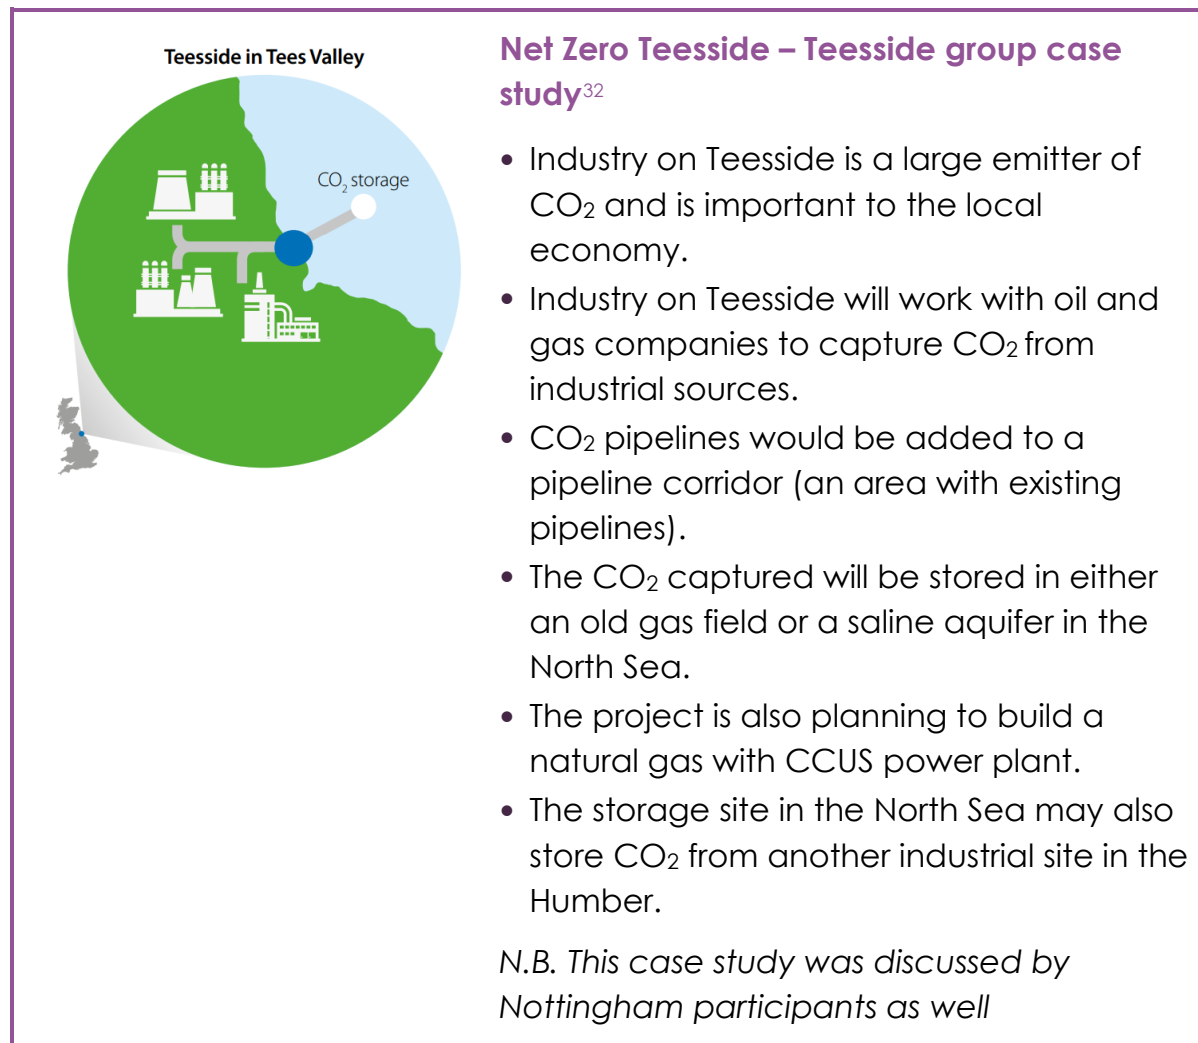 Teesside in Tees Valley
CO₂ storage
Net Zero Teesside – Teesside group case
study³²
• Industry on Teesside is a large emitter of
CO₂ and is important to the local
economy.
• Industry on Teesside will work with oil and
gas companies to capture CO₂ from
industrial sources.
• CO₂ pipelines would be added to a
pipeline corridor (an area with existing
pipelines).
• The CO₂ captured will be stored in either
an old gas field or a saline aquifer in the
North Sea.
• The project is also planning to build a
natural gas with CCUS power plant.
• The storage site in the North Sea may also
store CO₂ from another industrial site in the
Humber.
N.B. This case study was discussed by
Nottingham participants as well